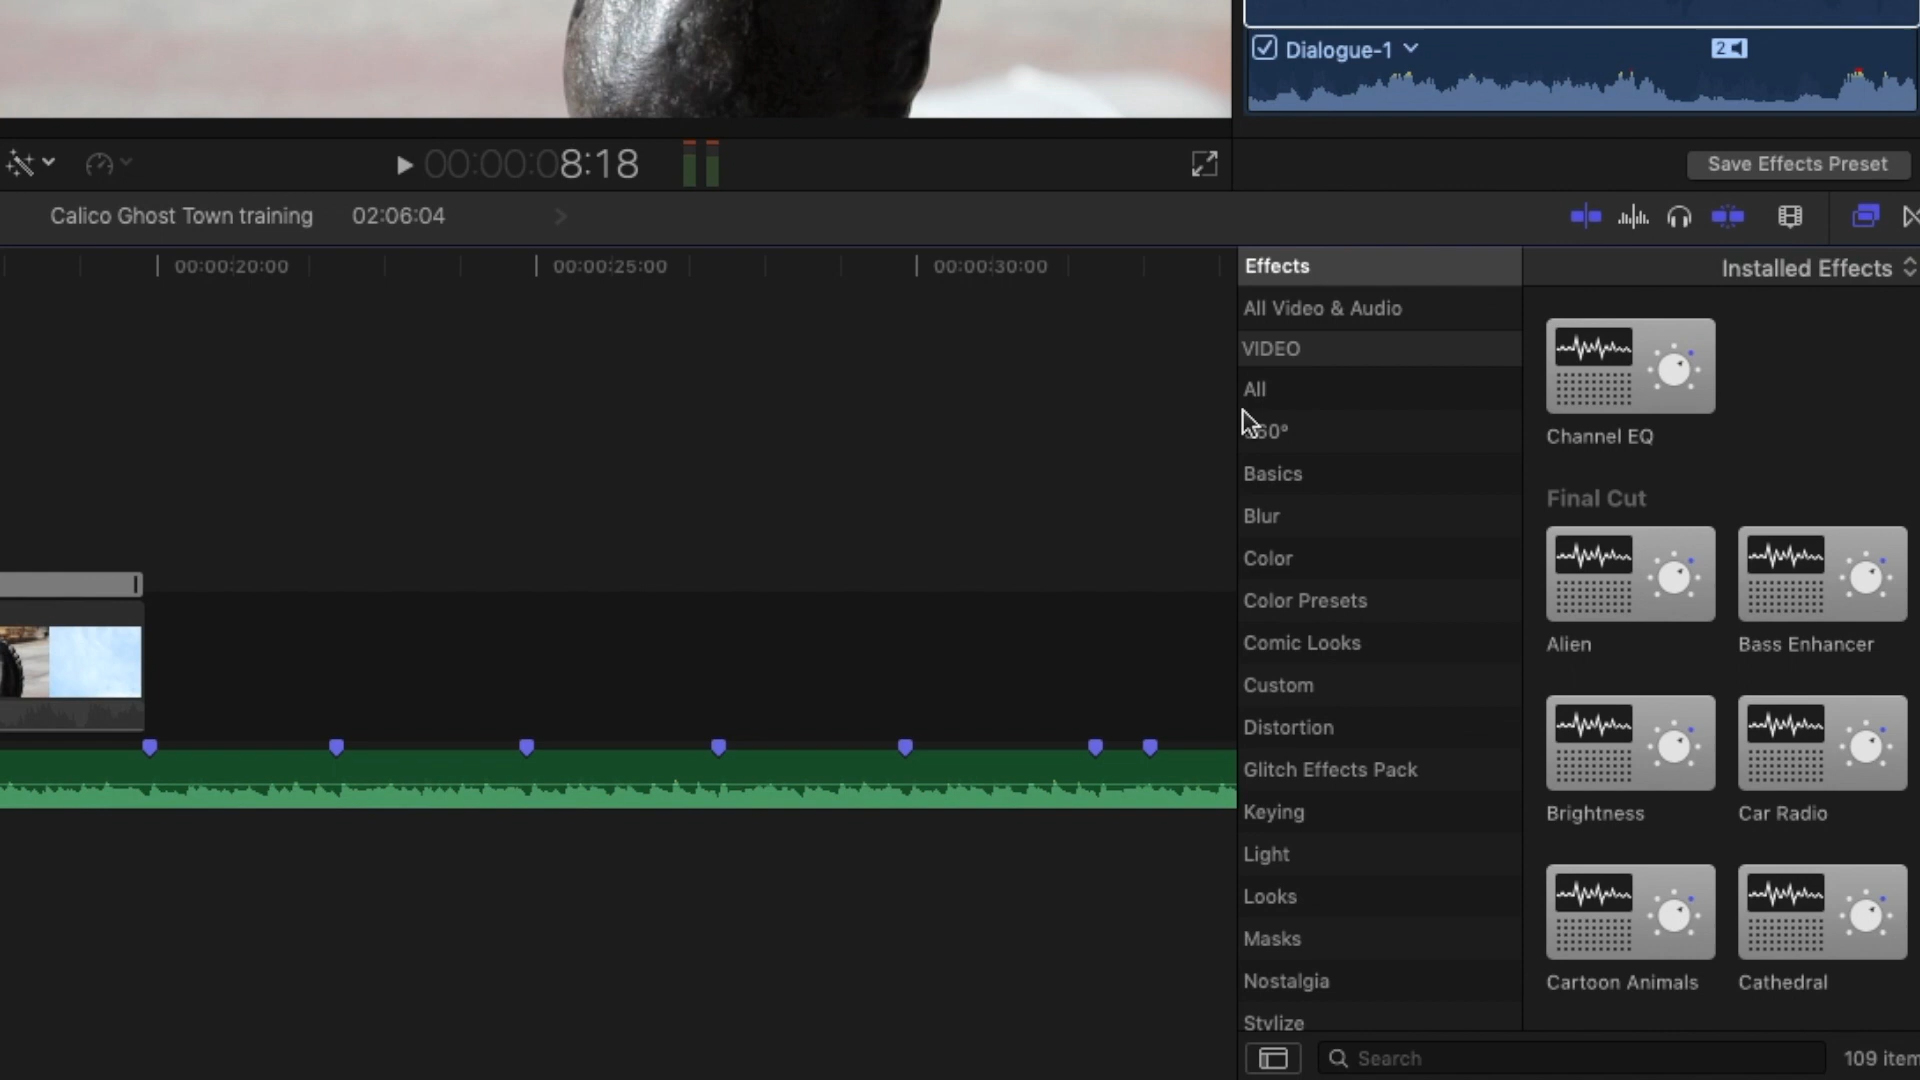 Dialogue-1
2
00:00:08:18
Save Effects Preset
Calico Ghost Town training
02:06:04
00:00:20:00
00:00:25:00
00:00:30:00
Effects
Installed Effects
All Video & Audio
VIDEO
All
360°
Basics
Blur
Color
Color Presets
Comic Looks
Custom
Distortion
Glitch Effects Pack
Keying
Light
Looks
Masks
Nostalgia
Stylize
Channel EQ
Final Cut
Alien
Bass Enhancer
Brightness
Car Radio
Cartoon Animals
Cathedral
Search
109 item